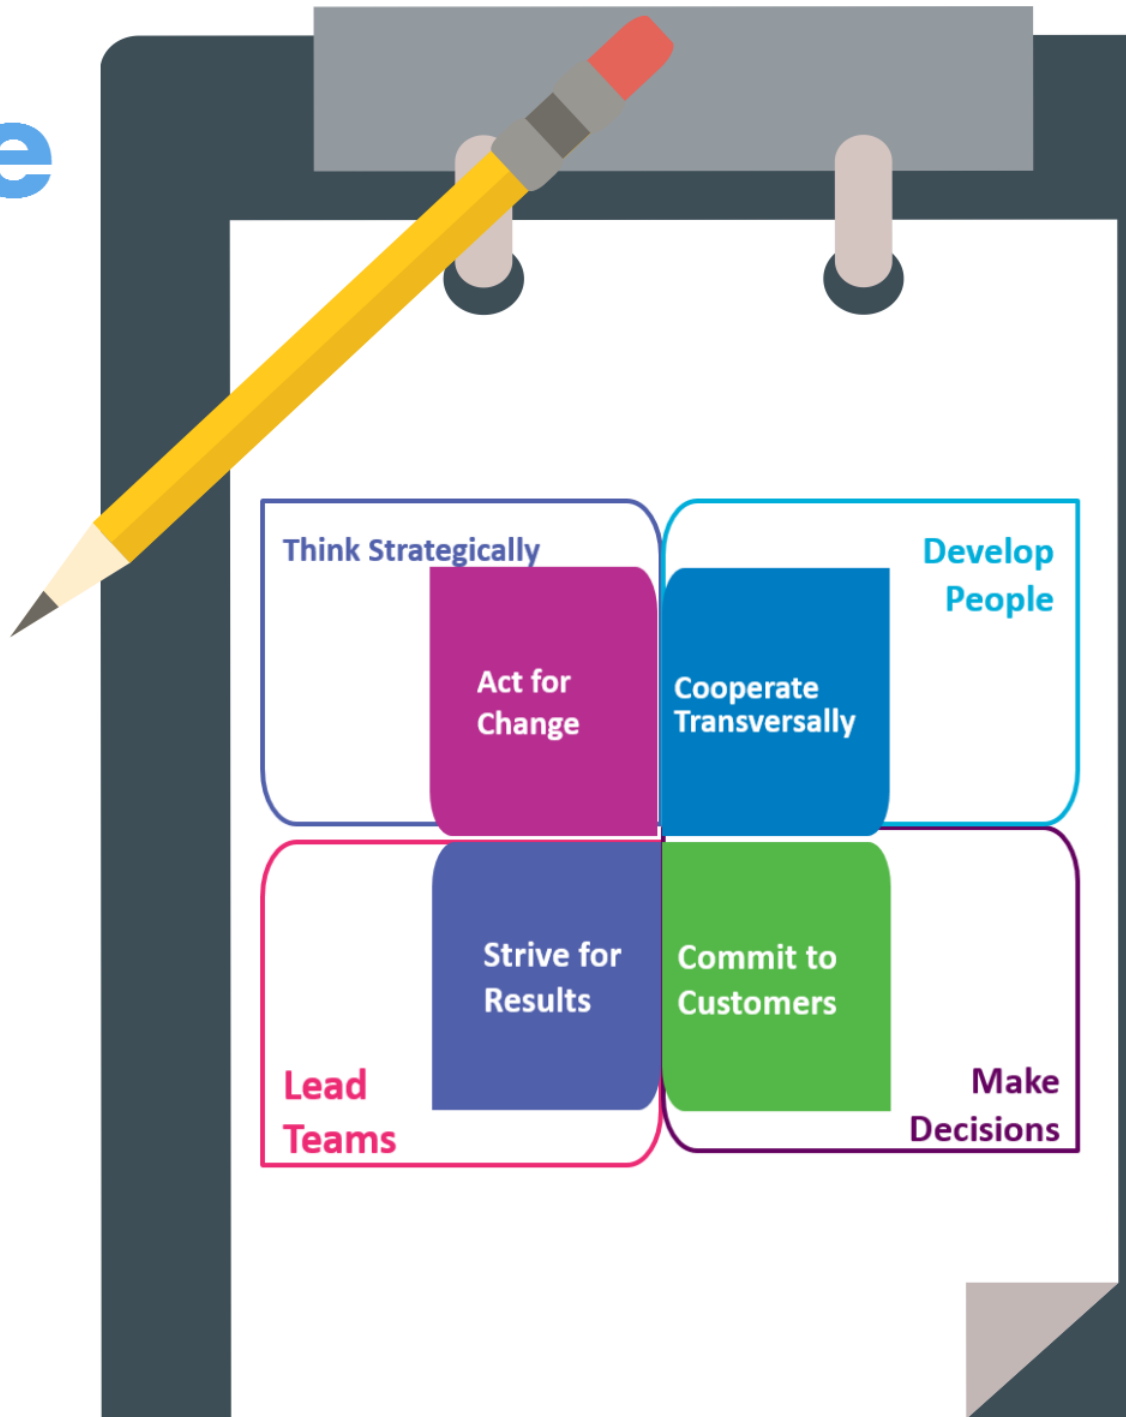 e
Think Strategically
Develop
People
Act for
Change
Cooperate
Transversally
Strive for
Results
Commit to
Customers
Lead
Teams
Make
Decisions